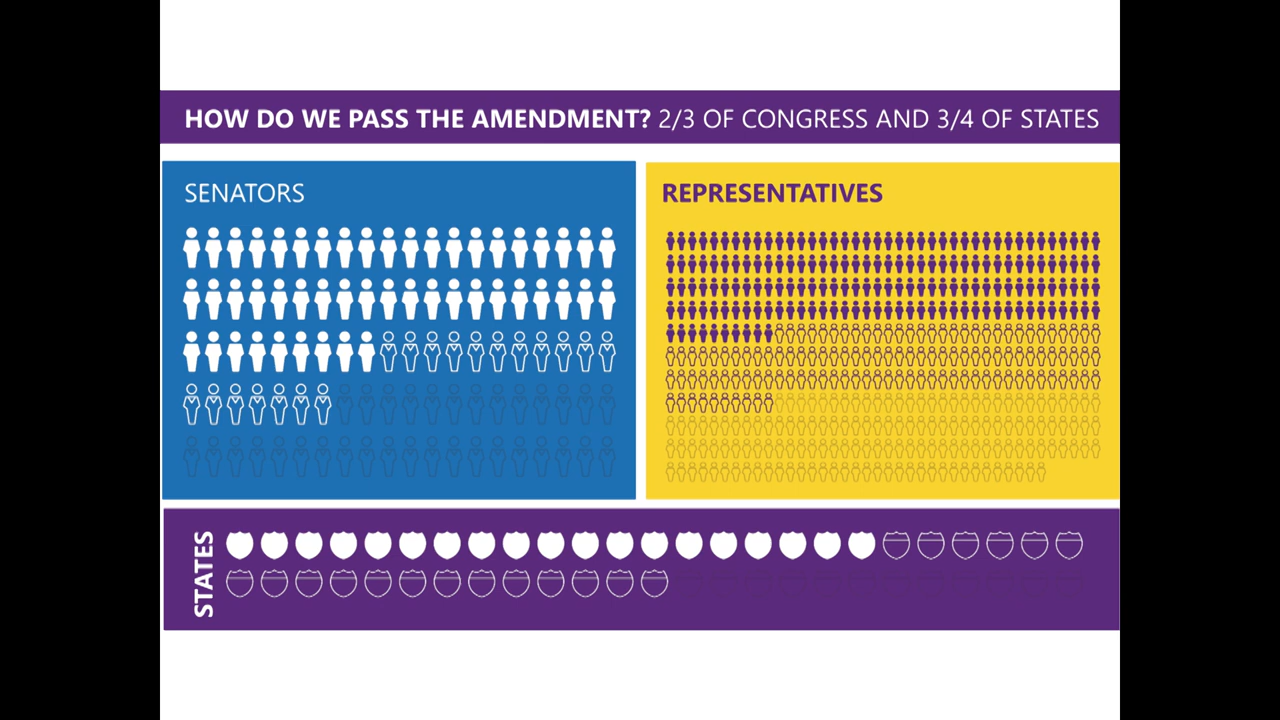 HOW DO WE PASS THE AMENDMENT? 2/3 OF CONGRESS AND 3/4 OF STATES
SENATORS
REPRESENTATIVES
STATES